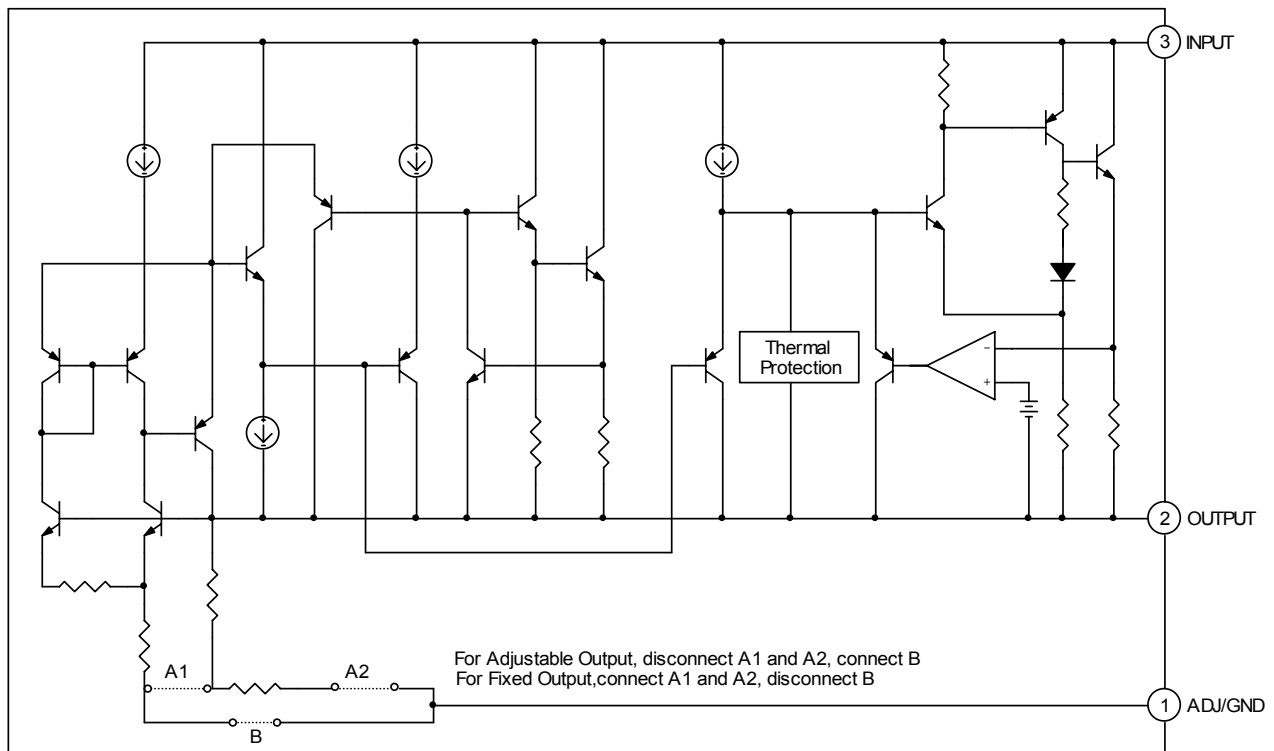 3 INPUT
Thermal
Protection
-
+
2 OUTPUT
For Adjustable Output, disconnect A1 and A2, connect B
For Fixed Output,connect A1 and A2, disconnect B
A1
A2
1 ADJ/GND
B